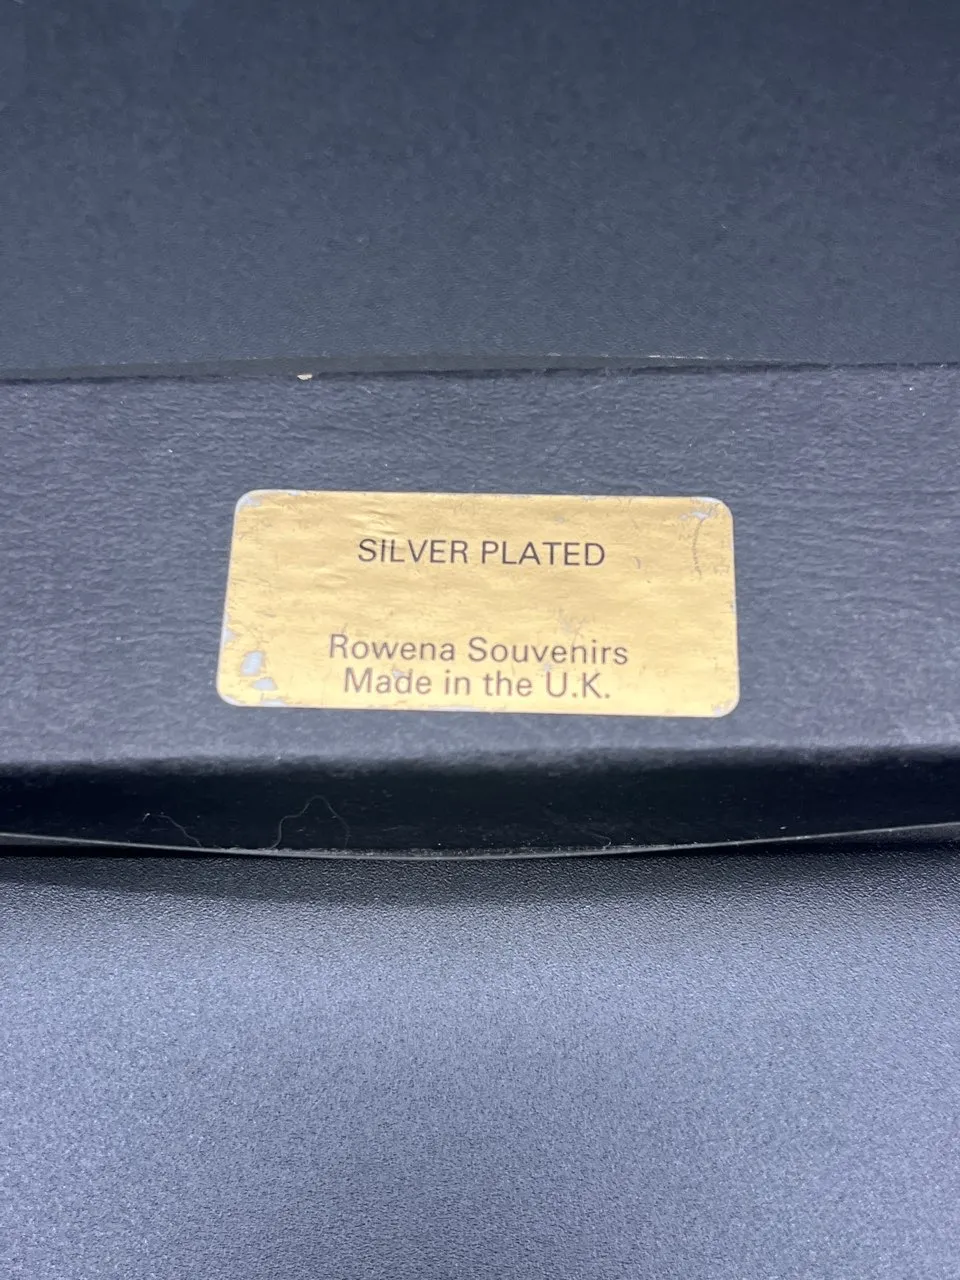 SILVER PLATED
Rowena Souvenirs
Made in the U.K.